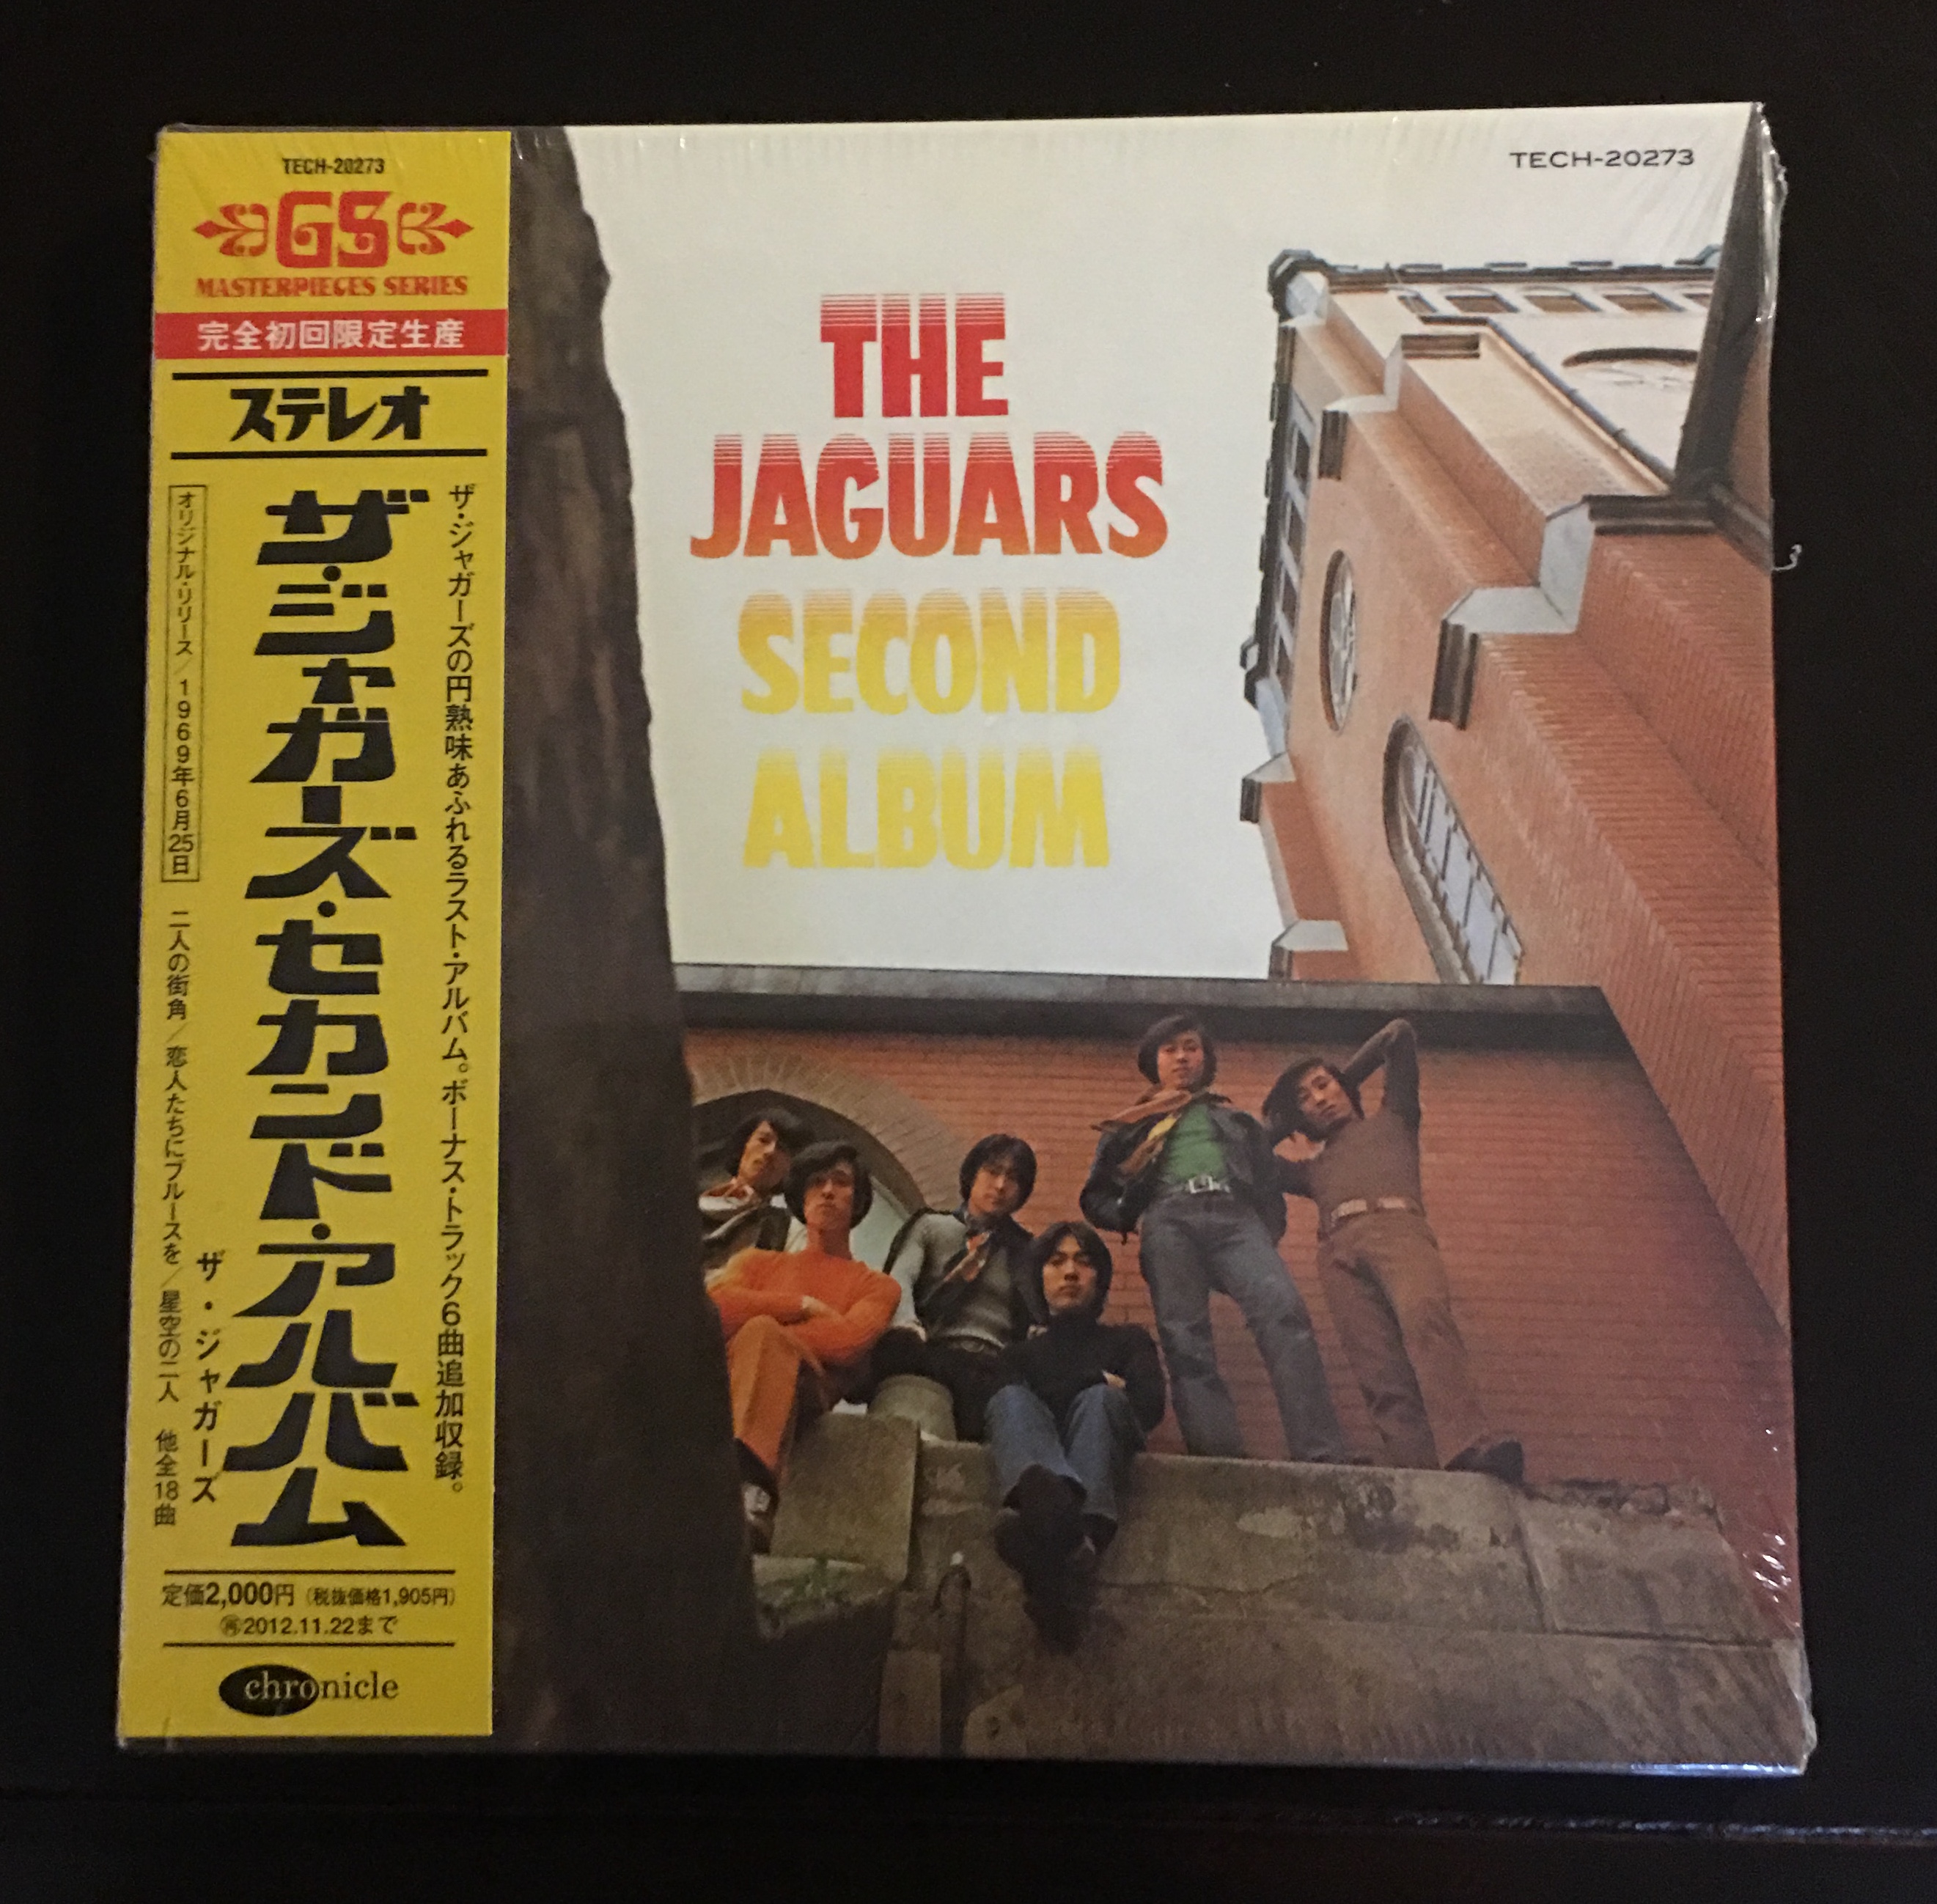 TECH-20273
GS
MASTERPIECES SERIES
完全初回限定生産
ステレオ
ザ・ジャガーズの円熟味あふれるラスト・アルバム。ボーナス・トラック6曲追加収録。
ザ・ジャガーズ・セカンド・アルバム
ザ・ジャガーズ
オリジナル・リリース／1969年6月25日
二人の街角／恋人たちにブルースを／星空の二人 他全18曲
定価2,000円（税抜価格1,905円）
㊢2012.11.22まで
chronicle
TECH-20273
THE
JAGUARS
SECOND
ALBUM